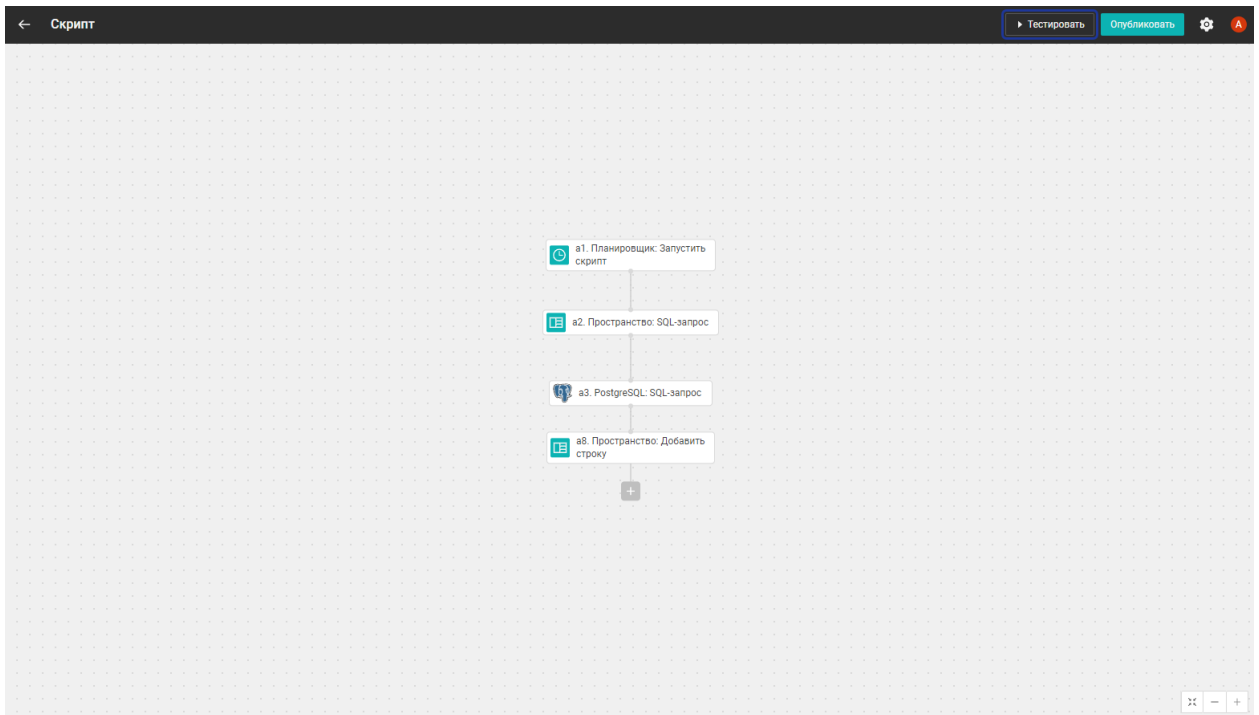 Скрипт
Тестировать
Опубликовать
A
a1. Планировщик: Запустить
скрипт
a2. Пространство: SQL-запрос
a3. PostgreSQL: SQL-запрос
a8. Пространство: Добавить
строку